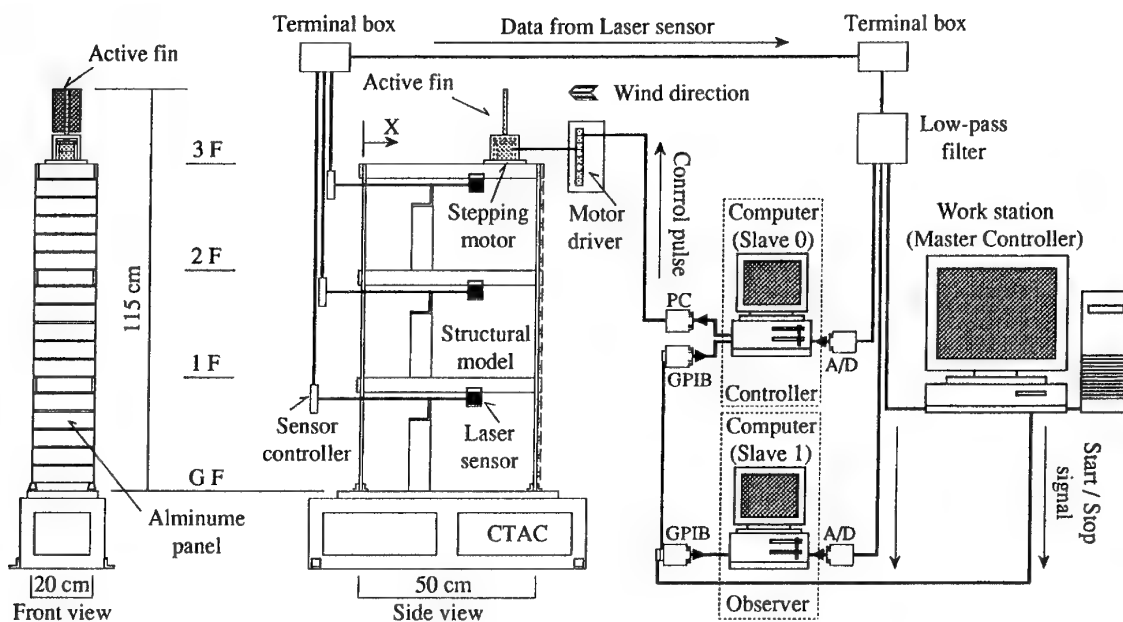 Terminal box
Data from Laser sensor
Terminal box
Active fin
Active fin
Wind direction
X
Low-pass
filter
3 F
Stepping
motor
Motor
driver
Conrrol pulse
Computer
(Slave 0)
Work station
(Master Controller)
2 F
115 cm
PC
Structural
model
1 F
GPIB
A/D
Controller
Sensor
controller
Laser
sensor
Computer
(Slave 1)
G F
Start / Stop
signal
Alminume
panel
CTAC
GPIB
A/D
20 cm
50 cm
Front view
Side view
Observer